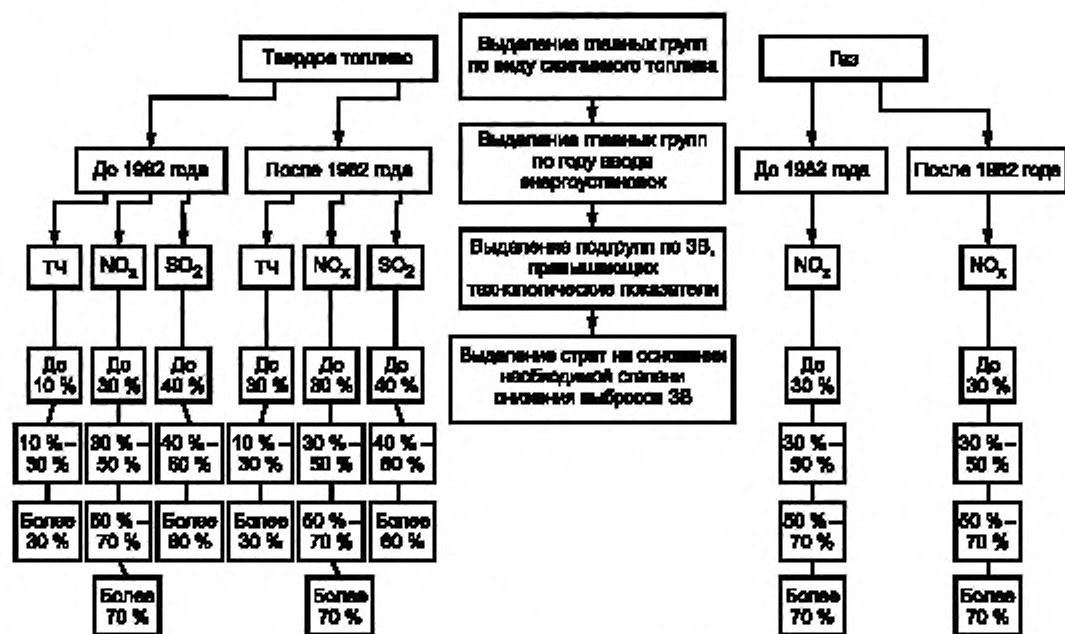 Твердое топливо
Выделение главных групп
по виду сжигаемого топлива
Газ
До 1982 года
После 1982 года
Выделение главных групп
по году ввода
энергоустановок
До 1982 года
После 1982 года
ТЧ
NOx
SO2
ТЧ
NOx
SO2
Выделение подгрупп по ЗВ,
превышающих
технологические показатели
NOx
NOx
До
10 %
До
30 %
До
40 %
До
30 %
До
30 %
До
40 %
Выделение страт на основании
необходимой степени
снижения выбросов ЗВ
До
30 %
До
30 %
10 % –
30 %
30 % –
50 %
40 % –
60 %
10 % –
30 %
30 % –
50 %
40 % –
60 %
30 % –
50 %
30 % –
50 %
Более
30 %
50 % –
70 %
Более
60 %
Более
30 %
50 % –
70 %
Более
60 %
50 % –
70 %
50 % –
70 %
Более
70 %
Более
70 %
Более
70 %
Более
70 %